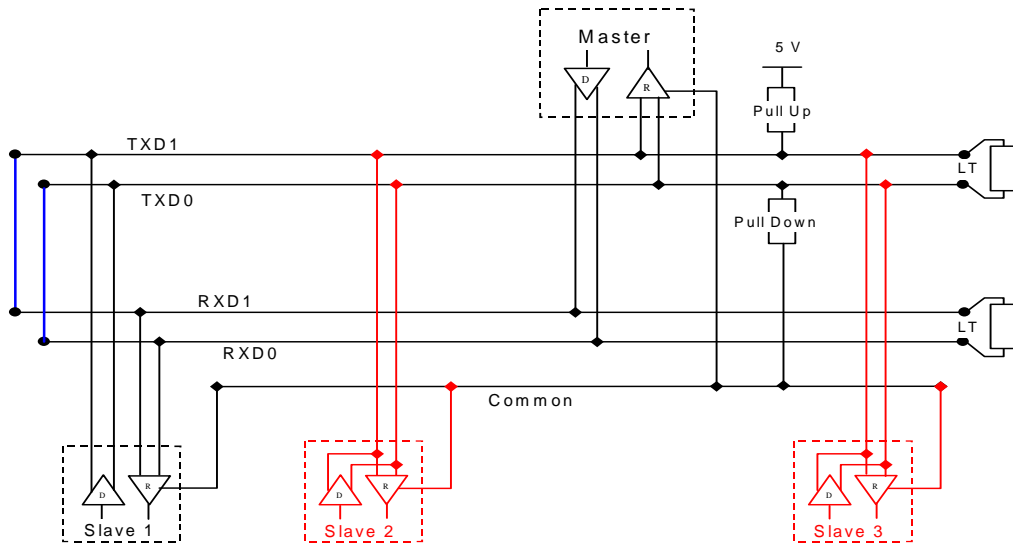 Master
5 V
D
R
Pull Up
TXD1
LT
TXD0
Pull Down
RXD1
LT
RXD0
Common
D
R
D
R
D
R
Slave 1
Slave 2
Slave 3